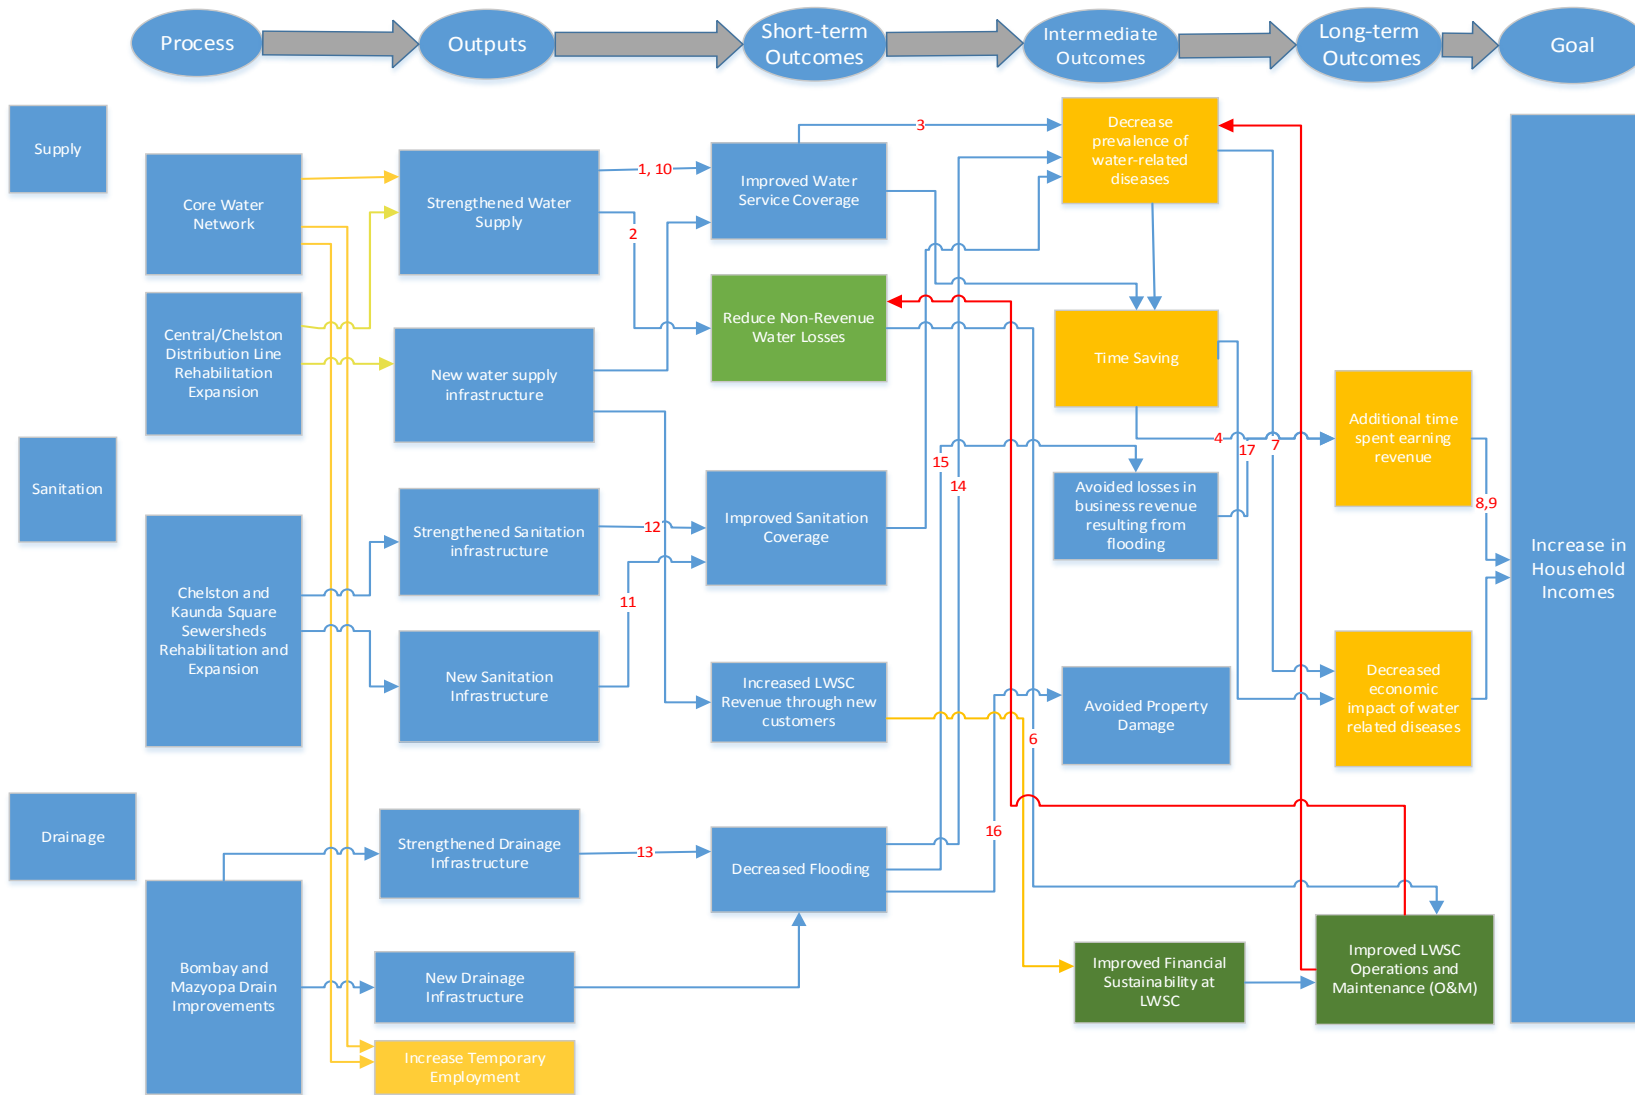 Process
Outputs
Short-term
Outcomes
Intermediate
Outcomes
Long-term
Outcomes
Goal
Supply
Core Water
Network
Central/Chelston
Distribution Line
Rehabilitation
Expansion
Sanitation
Chelston and
Kaunda Square
Sewersheds
Rehabilitation and
Expansion
Drainage
Bombay and
Mazyopa Drain
Improvements
Strengthened Water
Supply
New water supply
infrastructure
Strengthened Sanitation
infrastructure
New Sanitation
Infrastructure
Strengthened Drainage
Infrastructure
New Drainage
Infrastructure
Increase Temporary
Employment
1, 10
2
12
11
13
Improved Water
Service Coverage
Reduce Non-Revenue
Water Losses
Improved Sanitation
Coverage
Increased LWSC
Revenue through new
customers
Decreased Flooding
3
15
14
16
6
Decrease
prevalence of
water-related
diseases
Time Saving
Avoided losses in
business revenue
resulting from
flooding
Avoided Property
Damage
Improved Financial
Sustainability at
LWSC
4
17
7
Additional time
spent earning
revenue
Decreased
economic
impact of water
related diseases
Improved LWSC
Operations and
Maintenance (O&M)
8,9
Increase in
Household
Incomes